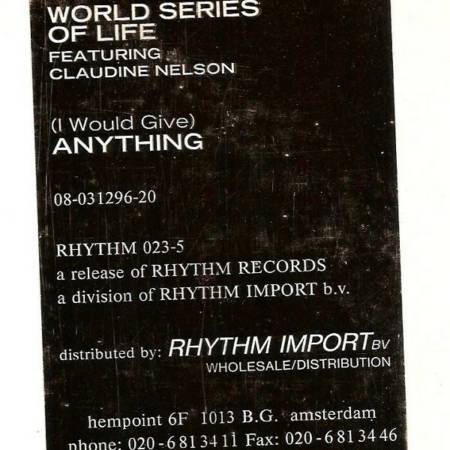 WORLD SERIES
OF LIFE
FEATURING
CLAUDINE NELSON
(I Would Give)
ANYTHING
08-031296-20
RHYTHM 023-5
a release of RHYTHM RECORDS
a division of RHYTHM IMPORT b.v.
distributed by: RHYTHM IMPORT BV
WHOLESALE/DISTRIBUTION
hempoint 6F 1013 B.G. amsterdam
phone: 020-6813411 Fax: 020-6813446